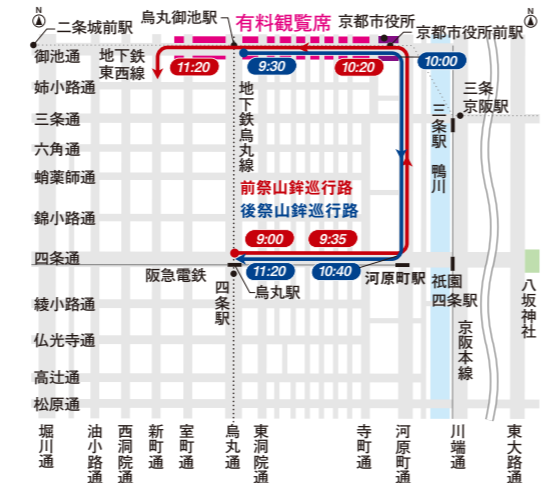 N
二条城前駅
烏丸御池駅
有料観覧席
京都市役所
京都市役所前駅
N
御池通
地下鉄
東西線
11:20
9:30
10:20
10:00
姉小路通
三条通
六角通
蛸薬師通
錦小路通
四条通
綾小路通
仏光寺通
高辻通
松原通
地下鉄烏丸線
三条
京阪駅
三条駅
鴨川
前祭山鉾巡行路
後祭山鉾巡行路
9:00
9:35
11:20
10:40
阪急電鉄
四条駅
烏丸駅
河原町駅
祇園
四条駅
京阪本線
八坂神社
堀川通
油小路通
西洞院通
新町通
室町通
烏丸通
東洞院通
寺町通
河原町通
川端通
東大路通